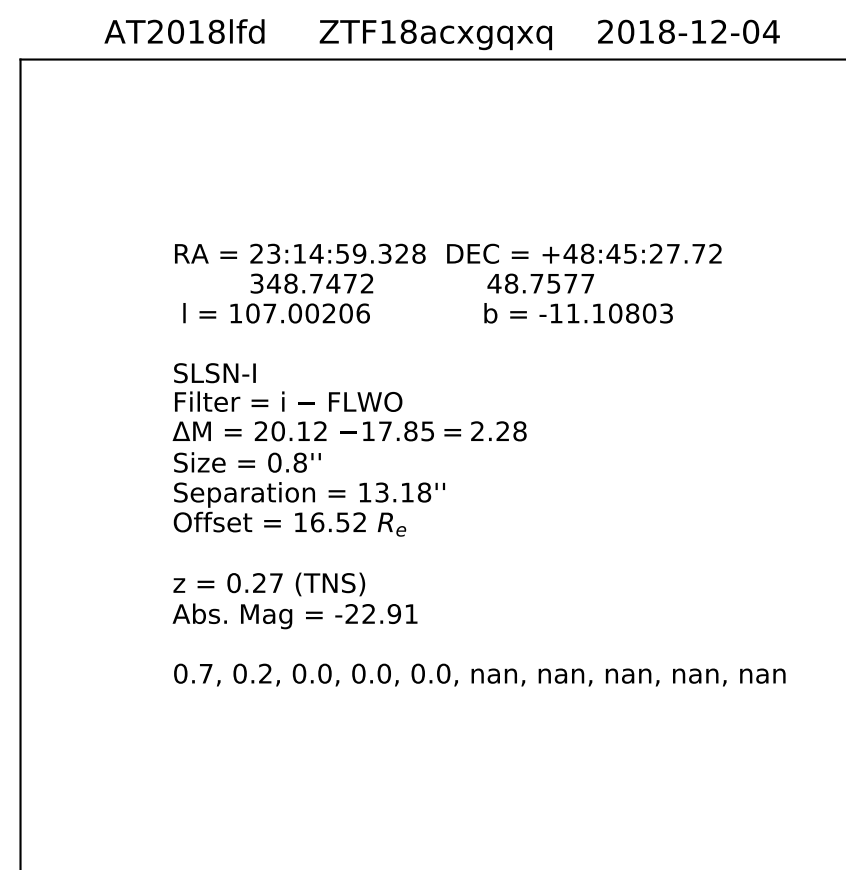 AT2018lfd ZTF18acxgqxq 2018-12-04
RA = 23:14:59.328 DEC = +48:45:27.72
348.7472 48.7577
l = 107.00206 b = -11.10803
SLSN-I
Filter = i − FLWO
ΔM = 20.12 −17.85 = 2.28
Size = 0.8''
Separation = 13.18''
Offset = 16.52 Re
z = 0.27 (TNS)
Abs. Mag = -22.91
0.7, 0.2, 0.0, 0.0, 0.0, nan, nan, nan, nan, nan